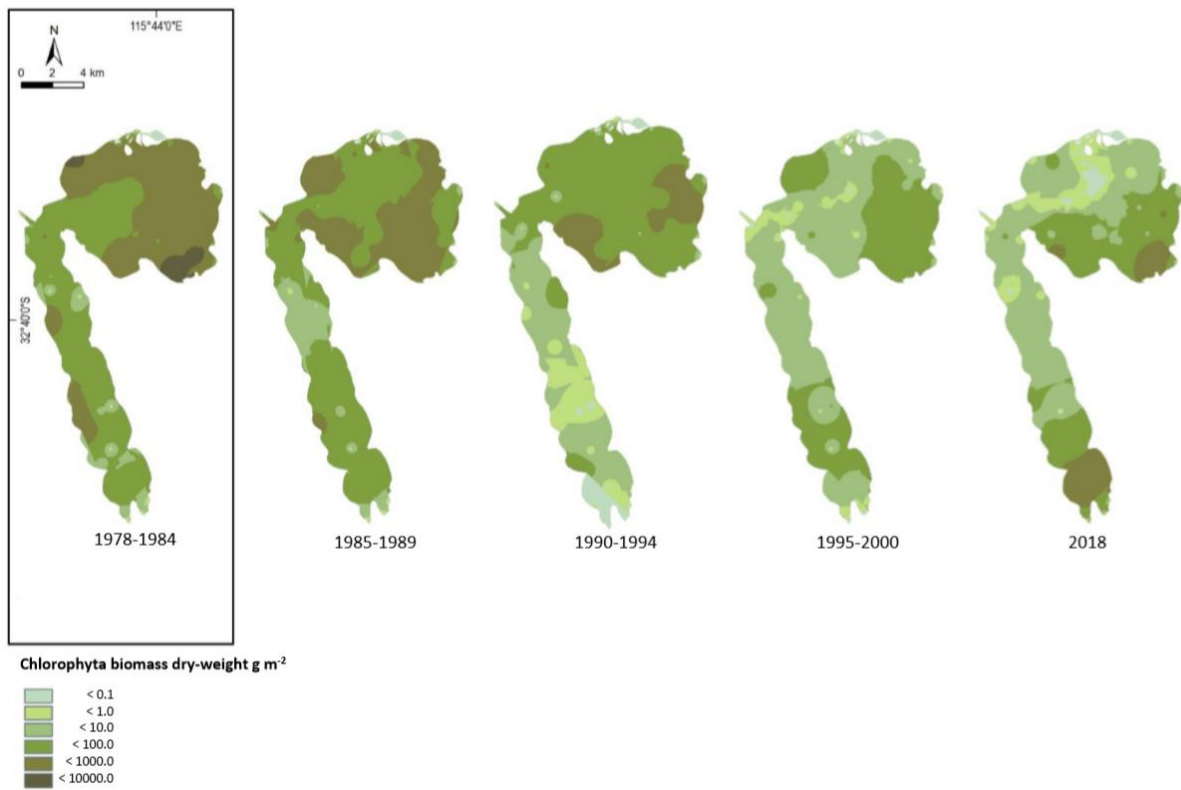 115°44'0"E
N
0 2 4 km
32°40'0"S
1978-1984
1985-1989
1990-1994
1995-2000
2018
Chlorophyta biomass dry-weight g m⁻²
< 0.1
< 1.0
< 10.0
< 100.0
< 1000.0
< 10000.0